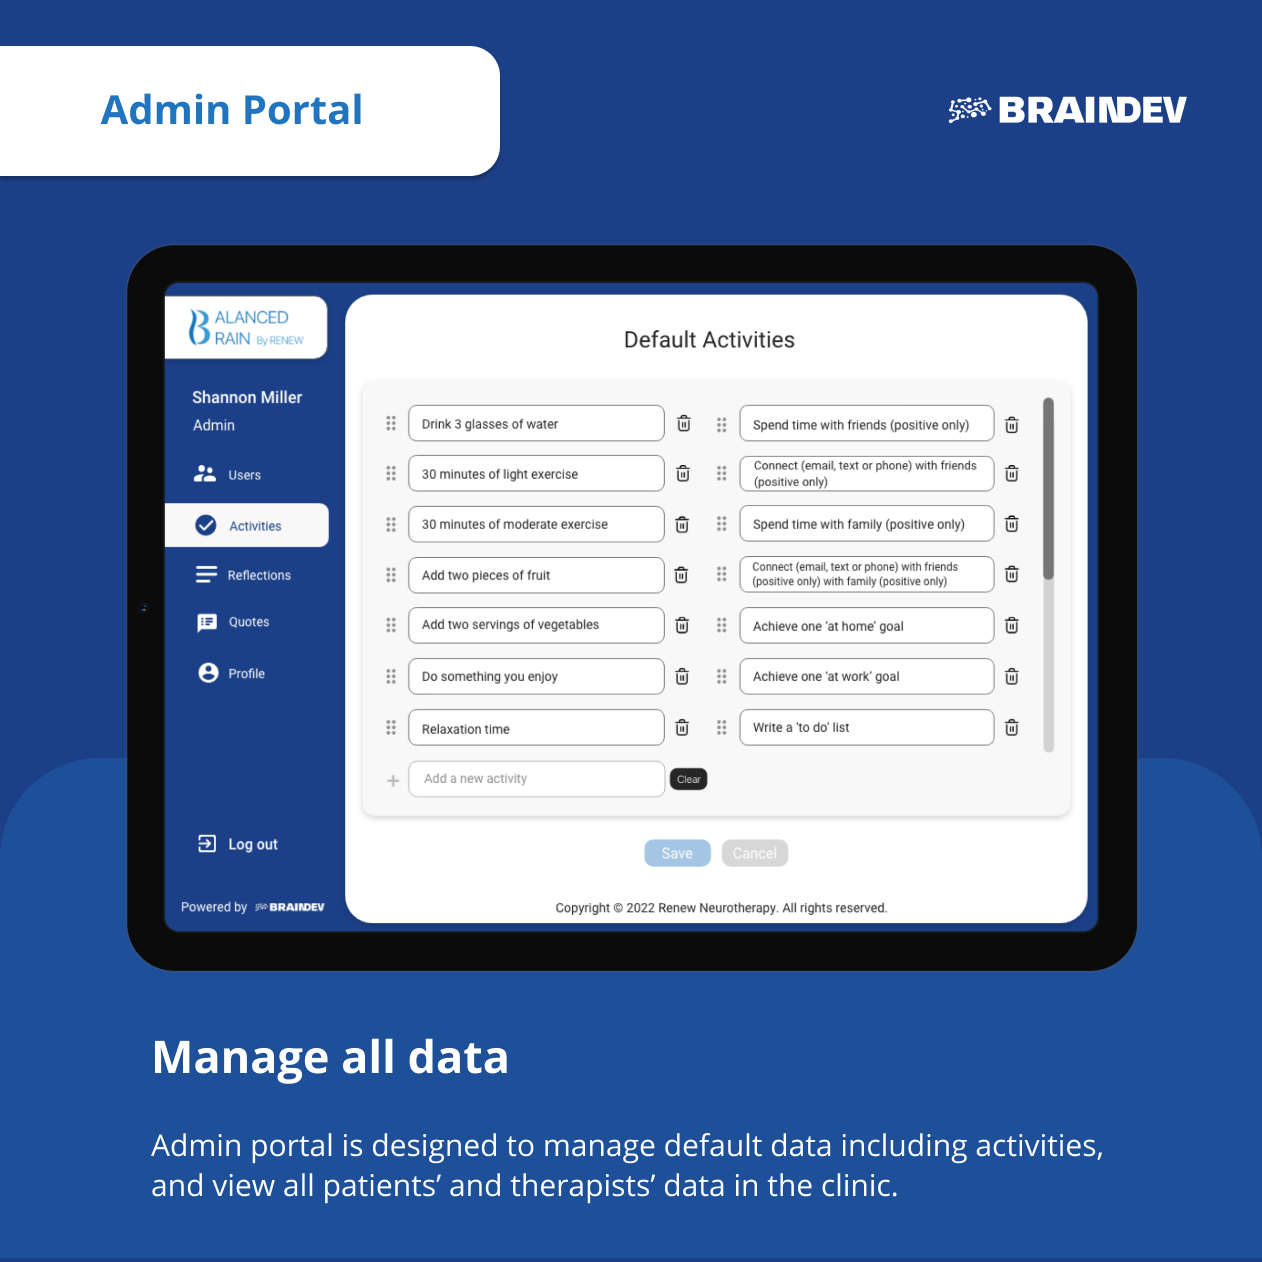 Admin Portal
BRAINDEV
BALANCED
BRAIN By RENEW
Shannon Miller
Admin
Users
Activities
Reflections
Quotes
Profile
Log out
Powered by BRAINDEV
Default Activities
Drink 3 glasses of water
30 minutes of light exercise
30 minutes of moderate exercise
Add two pieces of fruit
Add two servings of vegetables
Do something you enjoy
Relaxation time
Add a new activity
Clear
Spend time with friends (positive only)
Connect (email, text or phone) with friends
(positive only)
Spend time with family (positive only)
Connect (email, text or phone) with friends
(positive only) with family (positive only)
Achieve one ‘at home’ goal
Achieve one ‘at work’ goal
Write a ‘to do’ list
Save
Cancel
Copyright © 2022 Renew Neurotherapy. All rights reserved.
Manage all data
Admin portal is designed to manage default data including activities,
and view all patients’ and therapists’ data in the clinic.